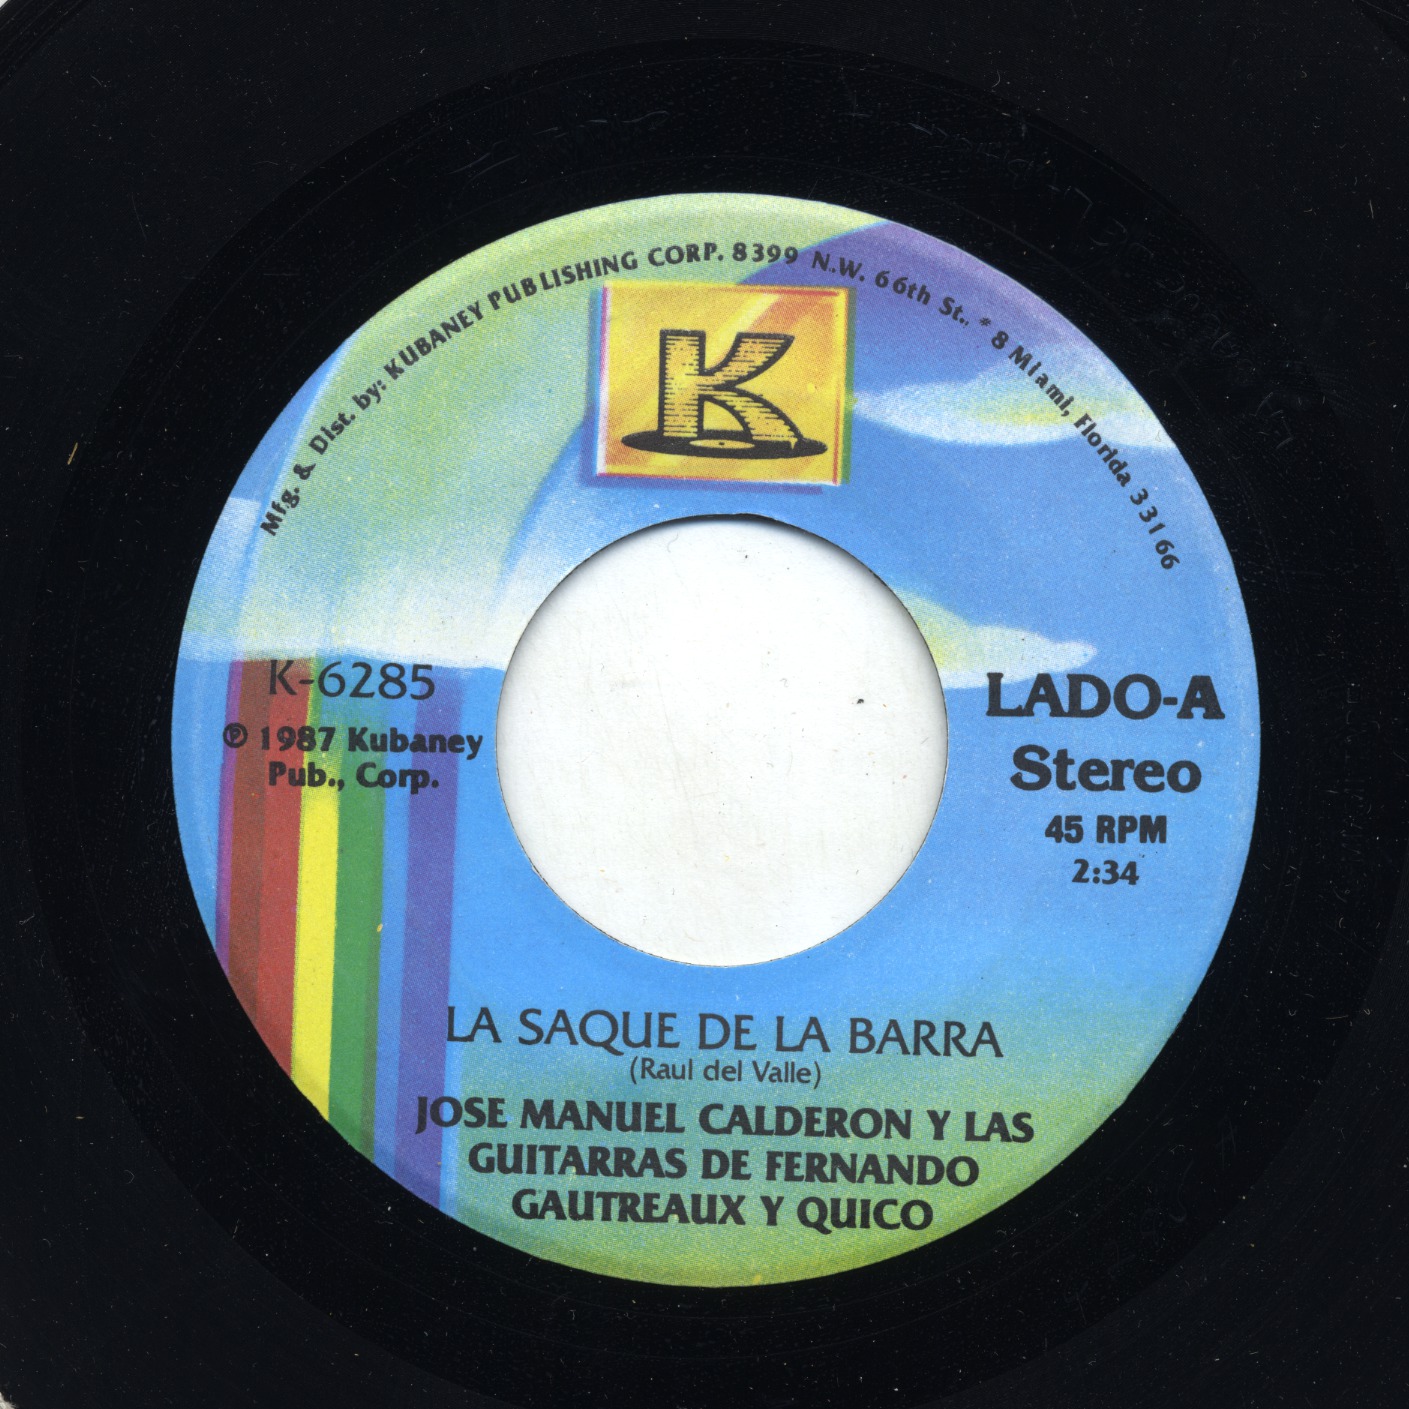 Mfg. & Dist. by: KUBANEY PUBLISHING CORP. 8399 N.W. 66th St., # 8 Miami, Florida 33166
K
K-6285
℗ 1987 Kubaney
Pub., Corp.
LADO-A
Stereo
45 RPM
2:34
LA SAQUE DE LA BARRA
(Raul del Valle)
JOSE MANUEL CALDERON Y LAS
GUITARRAS DE FERNANDO
GAUTREAUX Y QUICO